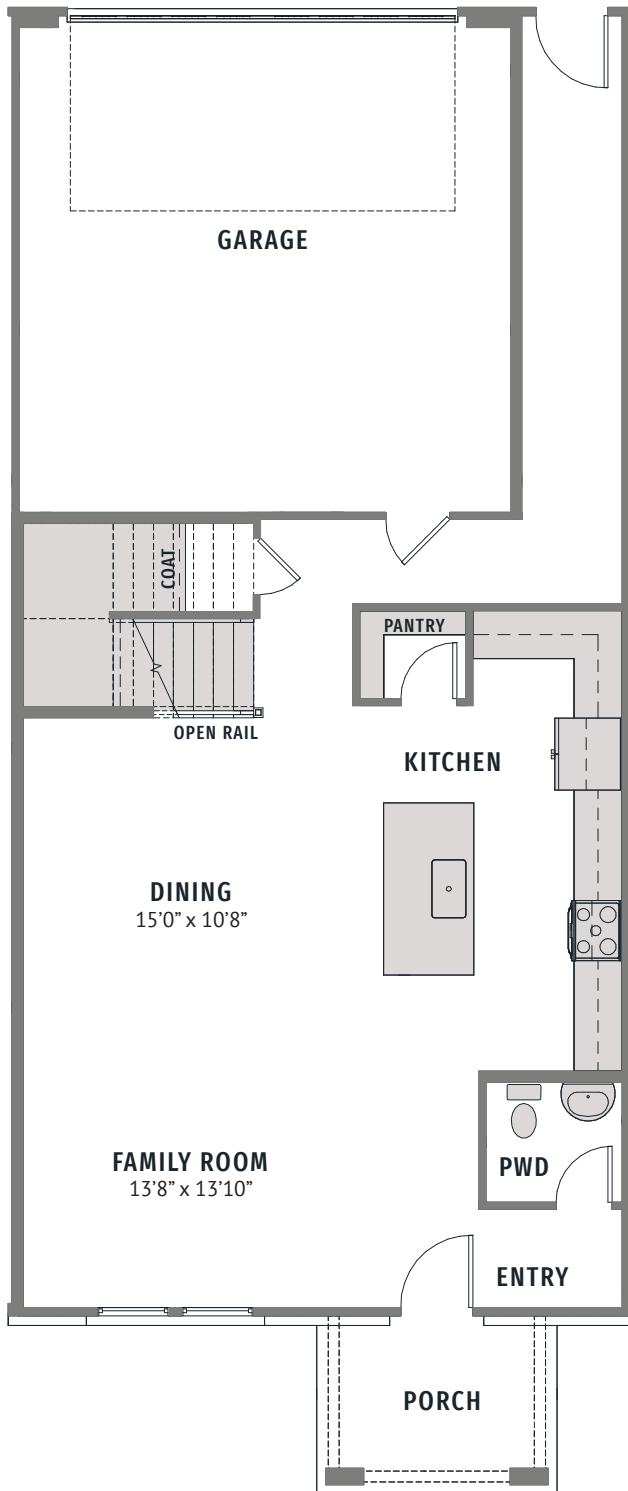 GARAGE
COAT
PANTRY
OPEN RAIL
KITCHEN
DINING
15’0” x 10’8”
FAMILY ROOM
13’8” x 13’10”
PWD
ENTRY
PORCH